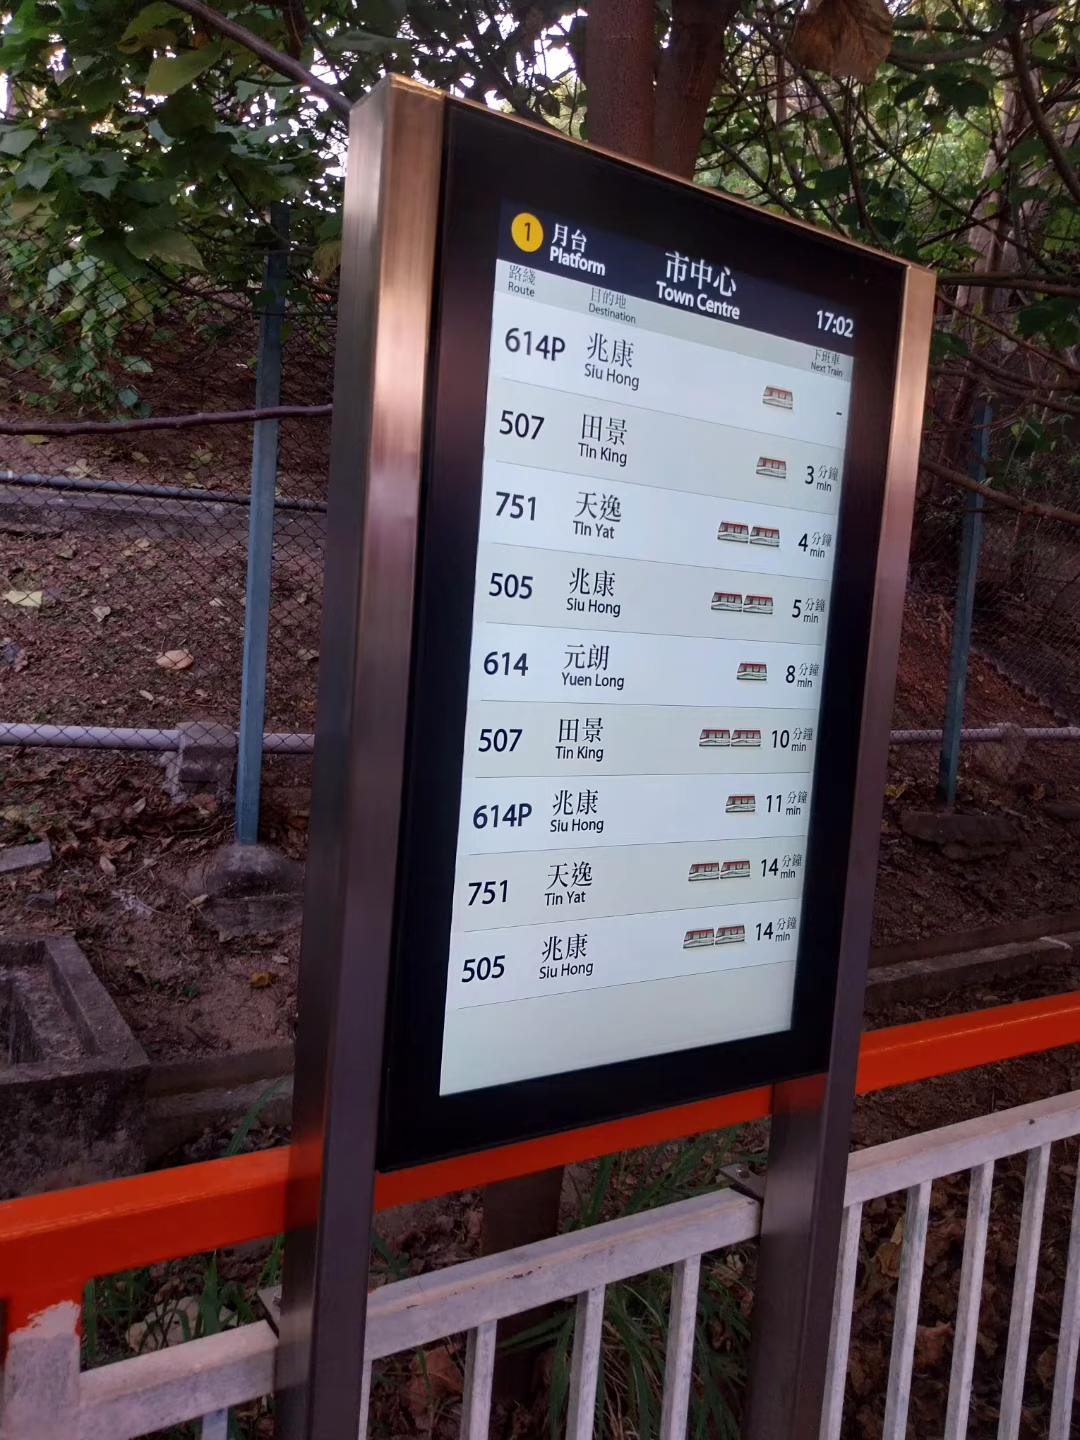 1 月台 市中心
Platform Town Centre 17:02
路綫 目的地 下班車
Route Destination Next Train
614P 兆康 -
Siu Hong
507 田景 3 分鐘
Tin King min
751 天逸 4 分鐘
Tin Yat min
505 兆康 5 分鐘
Siu Hong min
614 元朗 8 分鐘
Yuen Long min
507 田景 10 分鐘
Tin King min
614P 兆康 11 分鐘
Siu Hong min
751 天逸 14 分鐘
Tin Yat min
505 兆康 14 分鐘
Siu Hong min